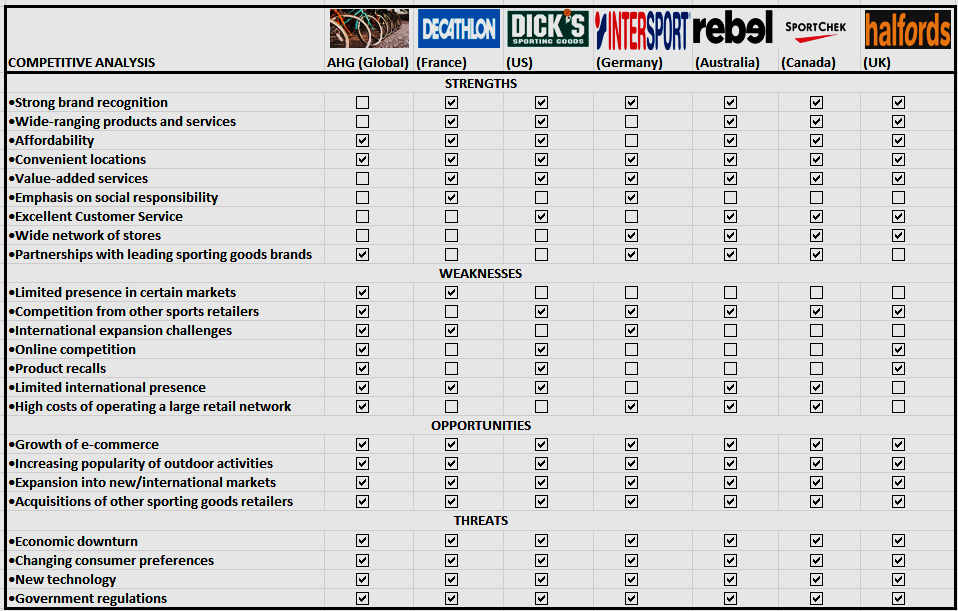 DECATHLON DICK'S SPORTING GOODS INTERSPORT rebel SPORTCHEK halfords
COMPETITIVE ANALYSIS AHG (Global) (France) (US) (Germany) (Australia) (Canada) (UK)
STRENGTHS
•Strong brand recognition
•Wide-ranging products and services
•Affordability
•Convenient locations
•Value-added services
•Emphasis on social responsibility
•Excellent Customer Service
•Wide network of stores
•Partnerships with leading sporting goods brands
WEAKNESSES
•Limited presence in certain markets
•Competition from other sports retailers
•International expansion challenges
•Online competition
•Product recalls
•Limited international presence
•High costs of operating a large retail network
OPPORTUNITIES
•Growth of e-commerce
•Increasing popularity of outdoor activities
•Expansion into new/international markets
•Acquisitions of other sporting goods retailers
THREATS
•Economic downturn
•Changing consumer preferences
•New technology
•Government regulations